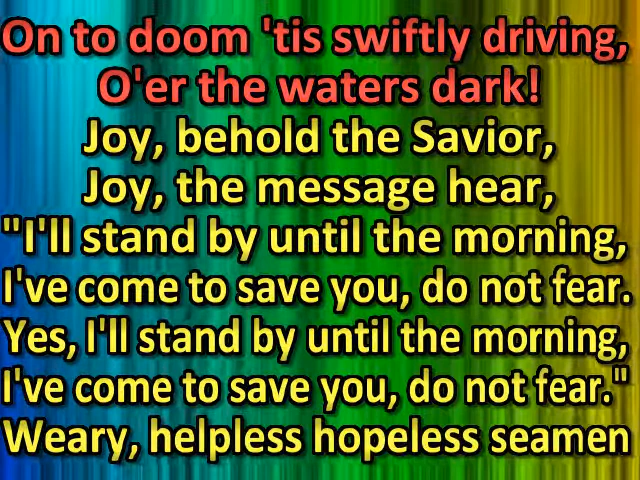 On to doom 'tis swiftly driving,
O'er the waters dark!
Joy, behold the Savior,
Joy, the message hear,
"I'll stand by until the morning,
I've come to save you, do not fear.
Yes, I'll stand by until the morning,
I've come to save you, do not fear."
Weary, helpless hopeless seamen